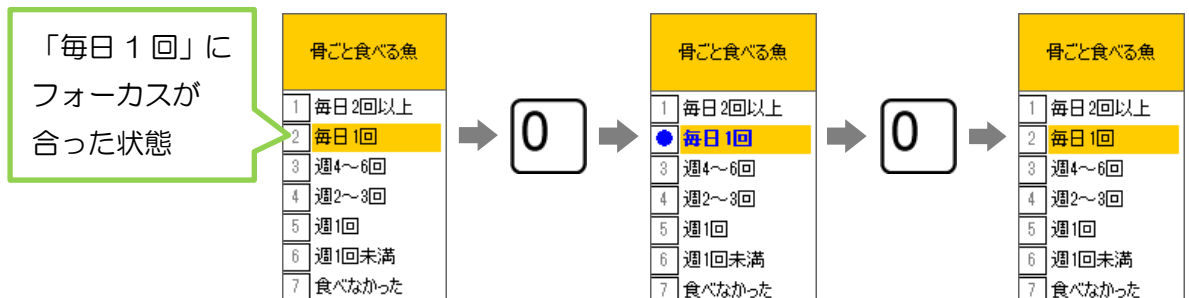 「毎日１回」に
フォーカスが
合った状態
骨ごと食べる魚
1 毎日2回以上
2 毎日1回
3 週4～6回
4 週2～3回
5 週1回
6 週1回未満
7 食べなかった
0
骨ごと食べる魚
1 毎日2回以上
● 毎日1回
3 週4～6回
4 週2～3回
5 週1回
6 週1回未満
7 食べなかった
0
骨ごと食べる魚
1 毎日2回以上
2 毎日1回
3 週4～6回
4 週2～3回
5 週1回
6 週1回未満
7 食べなかった